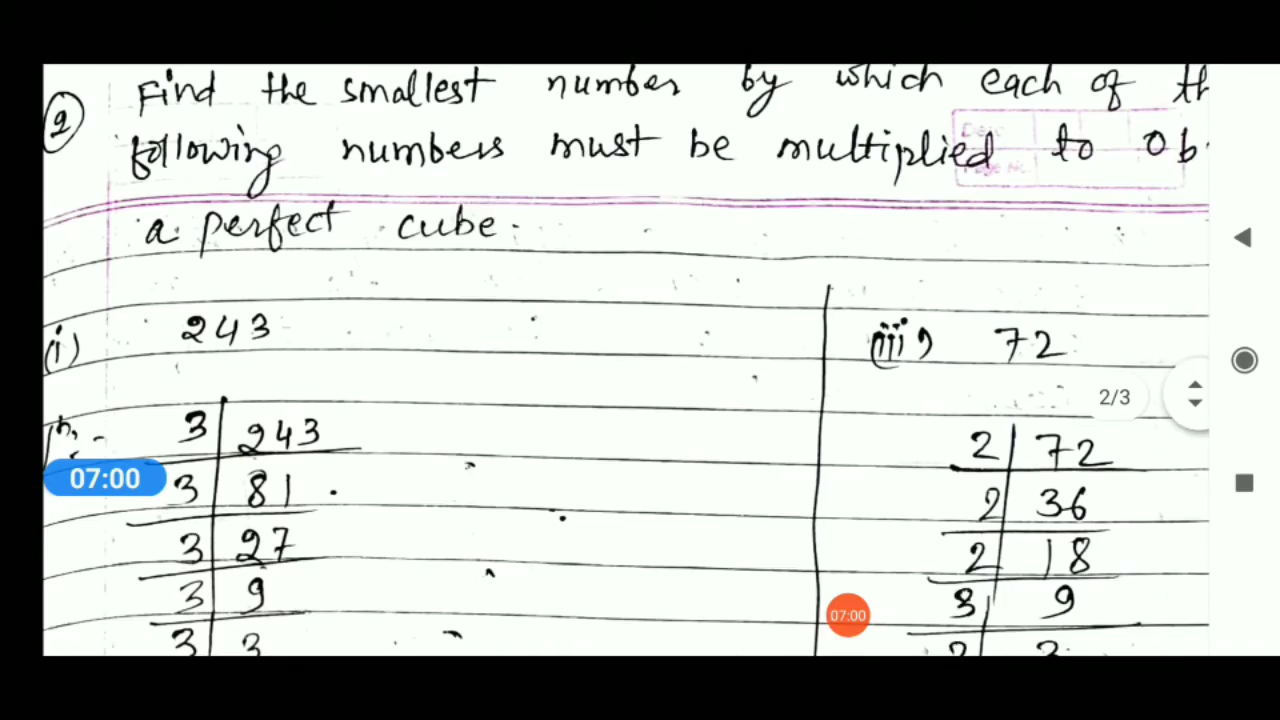 2 Find the smallest number by which each of th
following numbers must be multiplied to Ob
a perfect cube.
(i) 243
3 243
3 81
3 27
3 9
3 3
(iii) 72
2 72
2 36
2 18
3 9
3 3
2/3
07:00
07:00